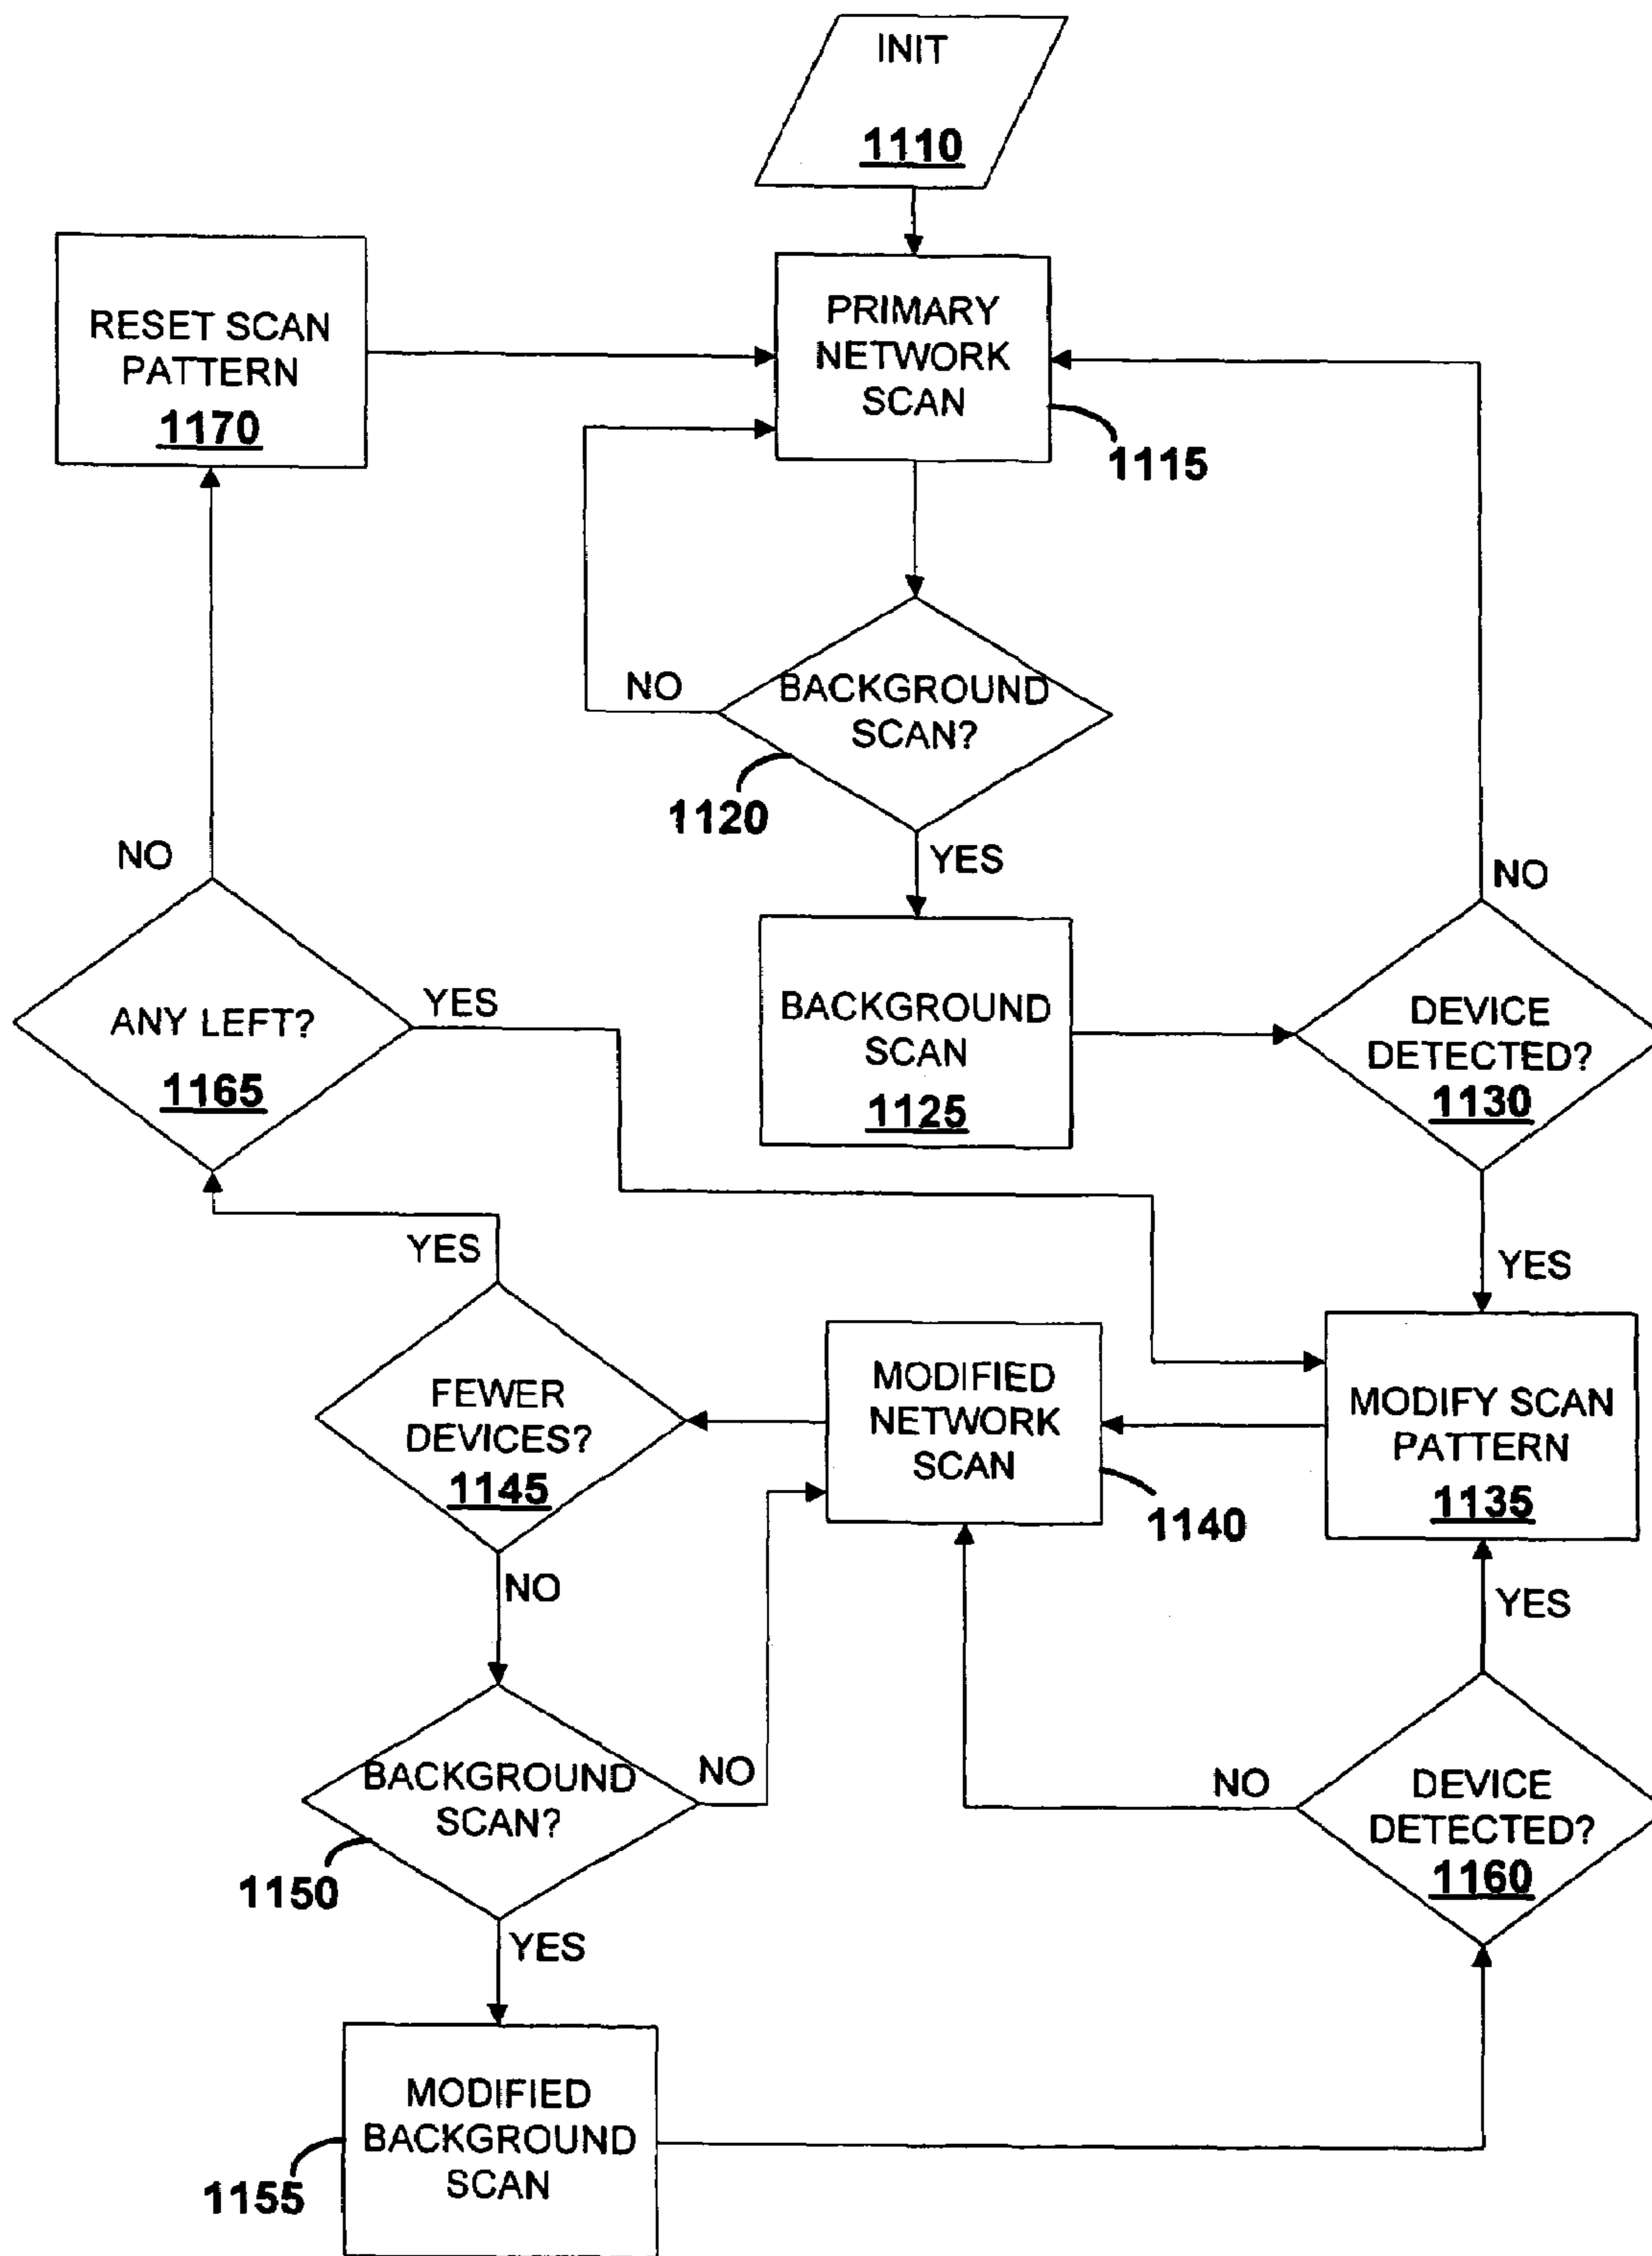 INIT
1110
RESET SCAN
PATTERN
1170
PRIMARY
NETWORK
SCAN
1115
NO
BACKGROUND
SCAN?
1120
YES
NO
ANY LEFT?
1165
YES
BACKGROUND
SCAN
1125
NO
DEVICE
DETECTED?
1130
YES
YES
FEWER
DEVICES?
1145
NO
MODIFIED
NETWORK
SCAN
1140
MODIFY SCAN
PATTERN
1135
YES
BACKGROUND
SCAN?
1150
NO
YES
NO
DEVICE
DETECTED?
1160
MODIFIED
BACKGROUND
SCAN
1155